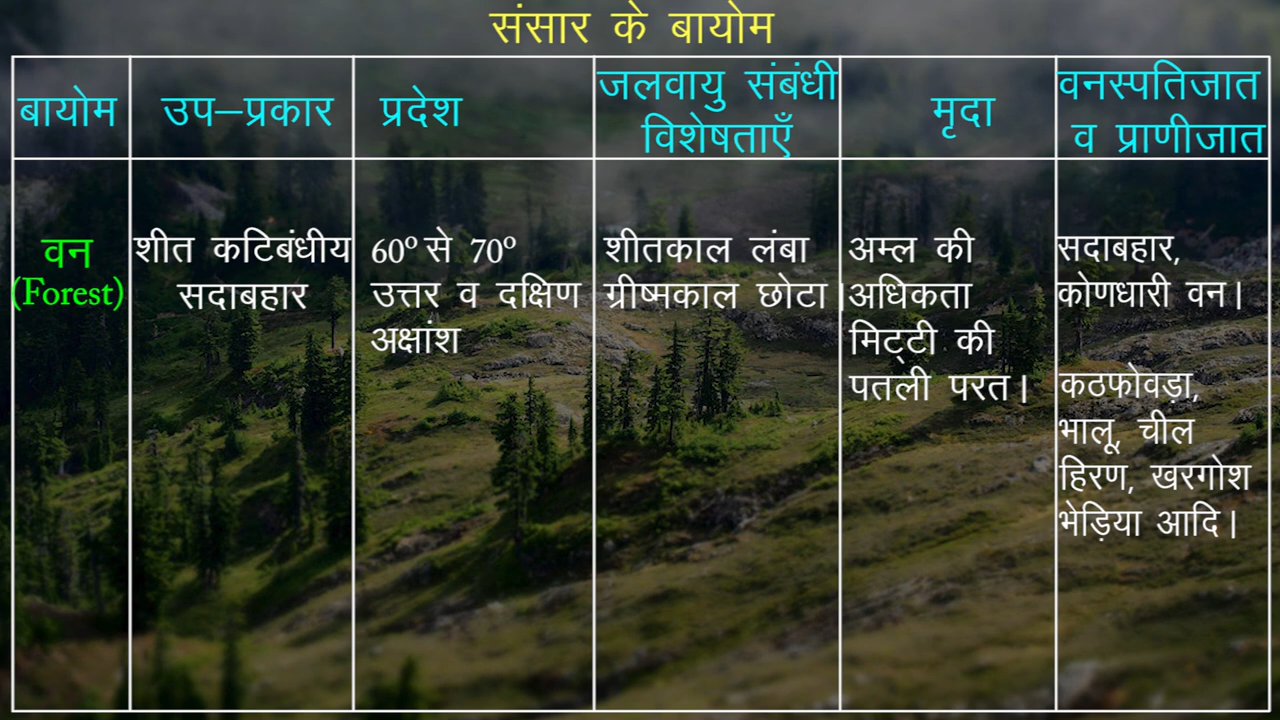 संसार के बायोम
बायोम
उप–प्रकार
प्रदेश
जलवायु संबंधी
विशेषताएँ
मृदा
वनस्पतिजात
व प्राणीजात
वन
(Forest)
शीत कटिबंधीय
सदाबहार
60º से 70º
उत्तर व दक्षिण
अक्षांश
शीतकाल लंबा
ग्रीष्मकाल छोटा।
अम्ल की
अधिकता
मिट्टी की
पतली परत।
सदाबहार,
कोणधारी वन।
कठफोवड़ा,
भालू, चील
हिरण, खरगोश
भेड़िया आदि।